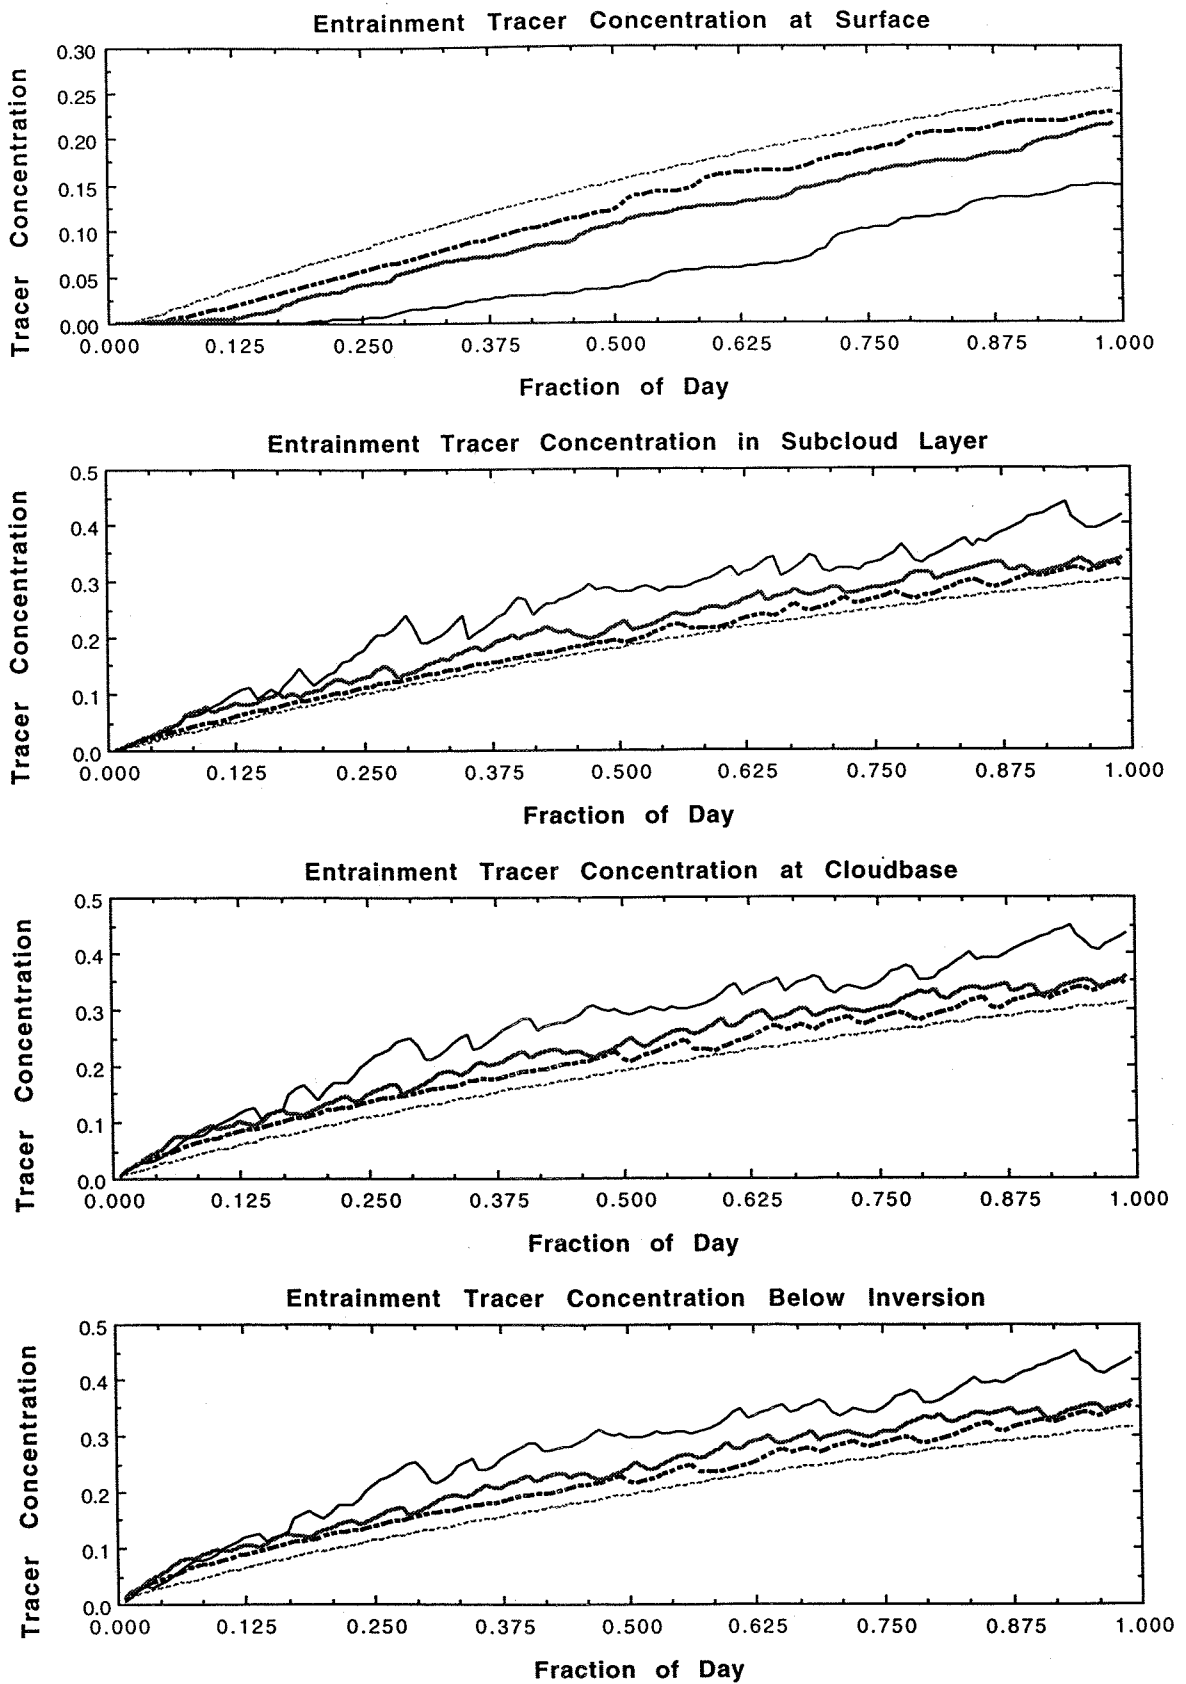 Entrainment Tracer Concentration at Surface
Tracer Concentration
0.30
0.25
0.20
0.15
0.10
0.05
0.00
0.000 0.125 0.250 0.375 0.500 0.625 0.750 0.875 1.000
Fraction of Day
Entrainment Tracer Concentration in Subcloud Layer
Tracer Concentration
0.5
0.4
0.3
0.2
0.1
0.0
0.000 0.125 0.250 0.375 0.500 0.625 0.750 0.875 1.000
Fraction of Day
Entrainment Tracer Concentration at Cloudbase
Tracer Concentration
0.5
0.4
0.3
0.2
0.1
0.0
0.000 0.125 0.250 0.375 0.500 0.625 0.750 0.875 1.000
Fraction of Day
Entrainment Tracer Concentration Below Inversion
Tracer Concentration
0.5
0.4
0.3
0.2
0.1
0.0
0.000 0.125 0.250 0.375 0.500 0.625 0.750 0.875 1.000
Fraction of Day